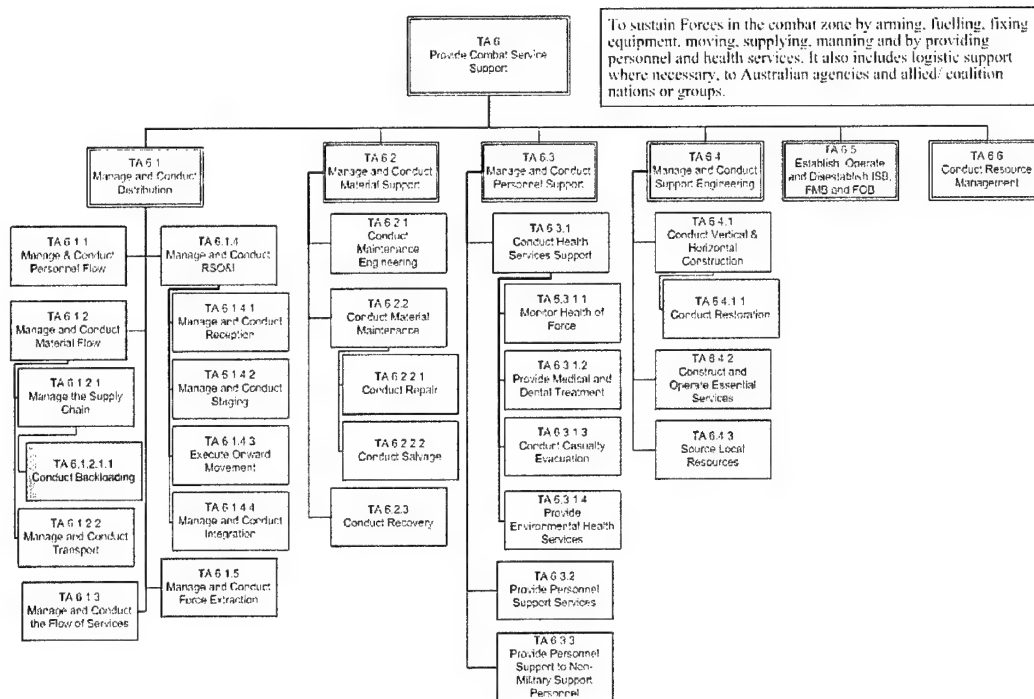 TA 6
Provide Combat Service
Support
To sustain Forces in the combat zone by arming, fuelling, fixing
equipment, moving, supplying, manning and by providing
personnel and health services. It also includes logistic support
where necessary, to Australian agencies and allied/ coalition
nations or groups.
TA 6.1
Manage and Conduct
Distribution
TA 6.2
Manage and Conduct
Material Support
TA 6.3
Manage and Conduct
Personnel Support
TA 6.4
Manage and Conduct
Support Engineering
TA 6.5
Establish, Operate
and Disestablish ISB,
FMB and FOB
TA 6.6
Conduct Resource
Management
TA 6.1.1
Manage & Conduct
Personnel Flow
TA 6.1.2
Manage and Conduct
Material Flow
TA 6.1.2.1
Manage the Supply
Chain
TA 6.1.2.1.1
Conduct Backloading
TA 6.1.2.2
Manage and Conduct
Transport
TA 6.1.3
Manage and Conduct
the Flow of Services
TA 6.1.4
Manage and Conduct
RSO&I
TA 6.1.4.1
Manage and Conduct
Reception
TA 6.1.4.2
Manage and Conduct
Staging
TA 6.1.4.3
Execute Onward
Movement
TA 6.1.4.4
Manage and Conduct
Integration
TA 6.1.5
Manage and Conduct
Force Extraction
TA 6.2.1
Conduct
Maintenance
Engineering
TA 6.2.2
Conduct Material
Maintenance
TA 6.2.2.1
Conduct Repair
TA 6.2.2.2
Conduct Salvage
TA 6.2.3
Conduct Recovery
TA 6.3.1
Conduct Health
Services Support
TA 6.3.1.1
Monitor Health of
Force
TA 6.3.1.2
Provide Medical and
Dental Treatment
TA 6.3.1.3
Conduct Casualty
Evacuation
TA 6.3.1.4
Provide
Environmental Health
Services
TA 6.3.2
Provide Personnel
Support Services
TA 6.3.3
Provide Personnel
Support to Non-
Military Support
Personnel
TA 6.4.1
Conduct Vertical &
Horizontal
Construction
TA 6.4.1.1
Conduct Restoration
TA 6.4.2
Construct and
Operate Essential
Services
TA 6.4.3
Source Local
Resources